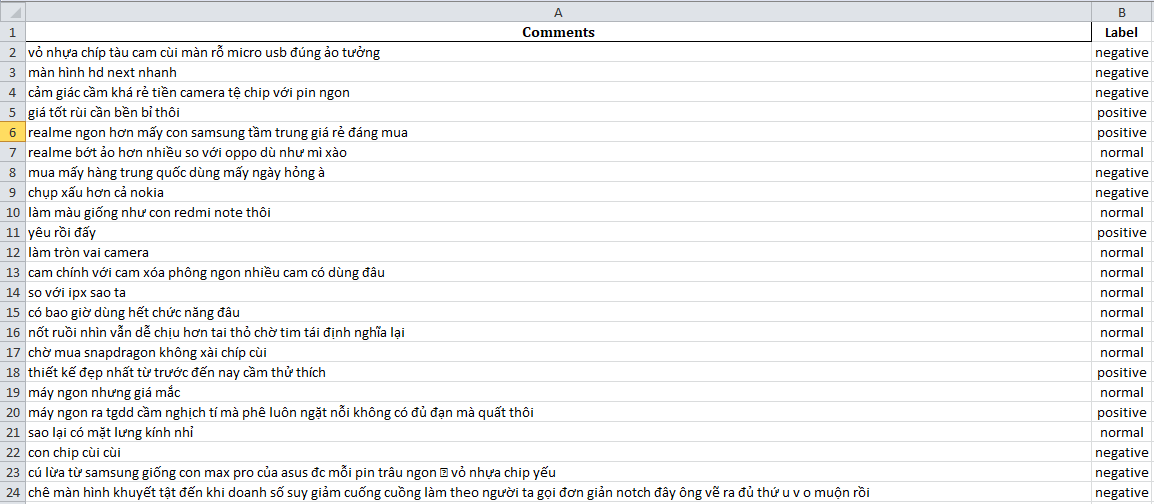 A B
1 Comments Label
2 vỏ nhựa chíp tàu cam cùi màn rỗ micro usb đúng ảo tưởng negative
3 màn hình hd next nhanh negative
4 cảm giác cầm khá rẻ tiền camera tệ chip với pin ngon negative
5 giá tốt rùi cần bền bỉ thôi positive
6 realme ngon hơn mấy con samsung tầm trung giá rẻ đáng mua positive
7 realme bớt ảo hơn nhiều so với oppo dù như mì xào normal
8 mua mấy hàng trung quốc dùng mấy ngày hỏng à negative
9 chụp xấu hơn cả nokia negative
10 làm màu giống như con redmi note thôi normal
11 yêu rồi đấy positive
12 làm tròn vai camera normal
13 cam chính với cam xóa phông ngon nhiều cam có dùng đâu normal
14 so với ipx sao ta normal
15 có bao giờ dùng hết chức năng đâu normal
16 nốt ruồi nhìn vẫn dễ chịu hơn tai thỏ chờ tim tái định nghĩa lại normal
17 chờ mua snapdragon không xài chíp cùi normal
18 thiết kế đẹp nhất từ trước đến nay cầm thử thích positive
19 máy ngon nhưng giá mắc normal
20 máy ngon ra tgdd cầm nghịch tí mà phê luôn ngặt nỗi không có đủ đạn mà quất thôi positive
21 sao lại có mặt lưng kính nhỉ normal
22 con chip cùi cùi negative
23 cú lừa từ samsung giống con max pro của asus đc mỗi pin trâu ngon vỏ nhựa chip yếu negative
24 chê màn hình khuyết tật đến khi doanh số suy giảm cuống cuồng làm theo người ta gọi đơn giản notch đây ông vẽ ra đủ thứ u v o muộn rồi negative